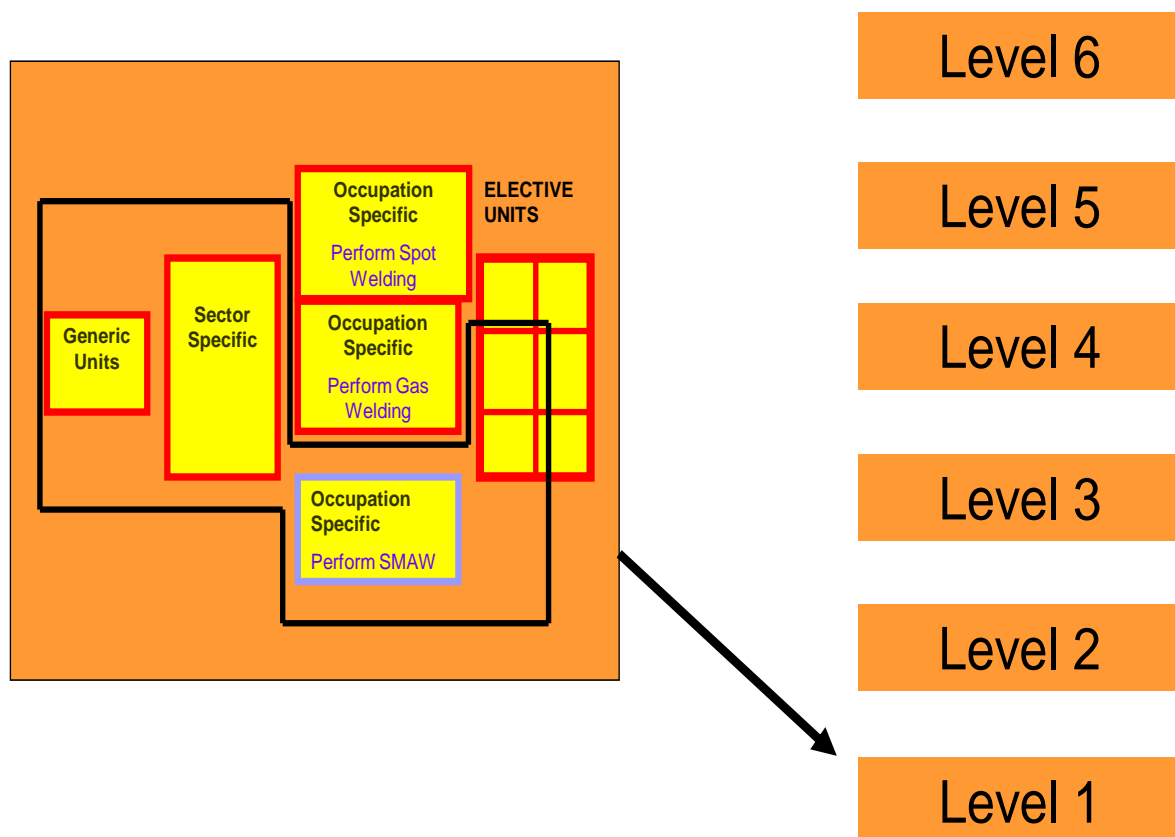 Generic
Units
Sector
Specific
Occupation
Specific
Perform Spot
Welding
Occupation
Specific
Perform Gas
Welding
Occupation
Specific
Perform SMAW
ELECTIVE
UNITS
Level 6
Level 5
Level 4
Level 3
Level 2
Level 1